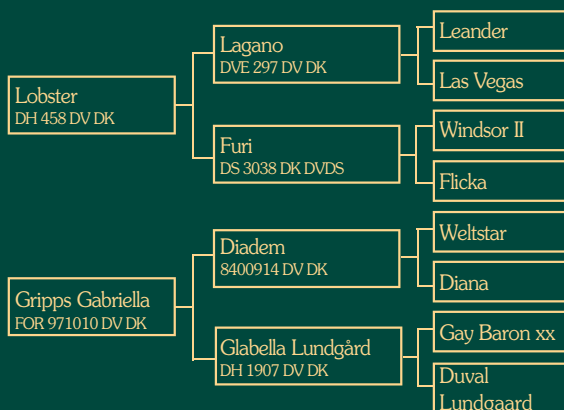 Lobster
DH 458 DV DK
Gripps Gabriella
FOR 971010 DV DK
Lagano
DVE 297 DV DK
Furi
DS 3038 DK DVDS
Diadem
8400914 DV DK
Glabella Lundgård
DH 1907 DV DK
Leander
Las Vegas
Windsor II
Flicka
Weltstar
Diana
Gay Baron xx
Duval
Lundgaard